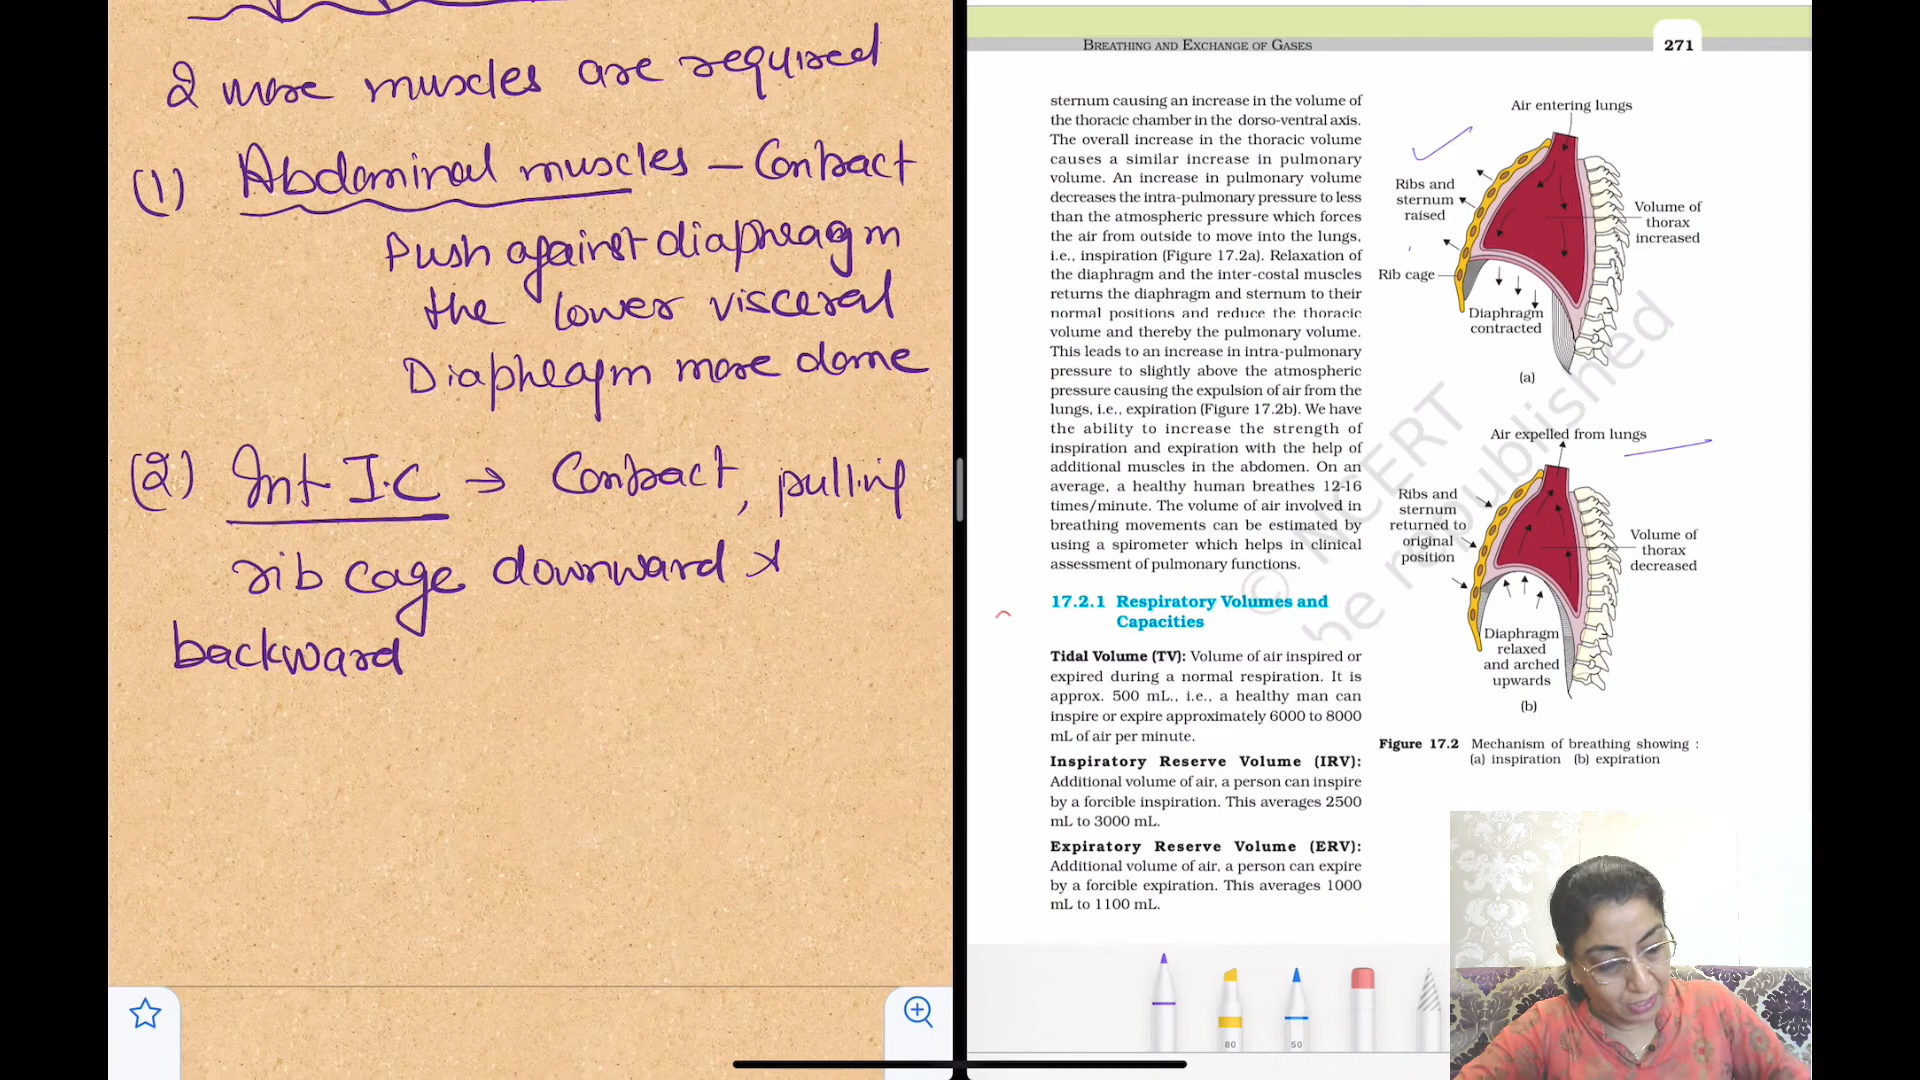 2 more muscles are required
(1) Abdominal muscles – Contract
Push against diaphragm
the lower visceral
Diaphragm more dome
(2) Int I.C → Contract, pulling
rib cage downward &
backward
BREATHING AND EXCHANGE OF GASES
271
sternum causing an increase in the volume of
the thoracic chamber in the dorso-ventral axis.
The overall increase in the thoracic volume
causes a similar increase in pulmonary
volume. An increase in pulmonary volume
decreases the intra-pulmonary pressure to less
than the atmospheric pressure which forces
the air from outside to move into the lungs,
i.e., inspiration (Figure 17.2a). Relaxation of
the diaphragm and the inter-costal muscles
returns the diaphragm and sternum to their
normal positions and reduce the thoracic
volume and thereby the pulmonary volume.
This leads to an increase in intra-pulmonary
pressure to slightly above the atmospheric
pressure causing the expulsion of air from the
lungs, i.e., expiration (Figure 17.2b). We have
the ability to increase the strength of
inspiration and expiration with the help of
additional muscles in the abdomen. On an
average, a healthy human breathes 12-16
times/minute. The volume of air involved in
breathing movements can be estimated by
using a spirometer which helps in clinical
assessment of pulmonary functions.
17.2.1 Respiratory Volumes and
Capacities
Tidal Volume (TV): Volume of air inspired or
expired during a normal respiration. It is
approx. 500 mL., i.e., a healthy man can
inspire or expire approximately 6000 to 8000
mL of air per minute.
Inspiratory Reserve Volume (IRV):
Additional volume of air, a person can inspire
by a forcible inspiration. This averages 2500
mL to 3000 mL.
Expiratory Reserve Volume (ERV):
Additional volume of air, a person can expire
by a forcible expiration. This averages 1000
mL to 1100 mL.
Air entering lungs
Ribs and
sternum
raised
Volume of
thorax
increased
Rib cage
Diaphragm
contracted
(a)
Air expelled from lungs
Ribs and
sternum
returned to
original
position
Volume of
thorax
decreased
Diaphragm
relaxed
and arched
upwards
(b)
Figure 17.2 Mechanism of breathing showing :
(a) inspiration (b) expiration
© NCERT
be republished
80
50